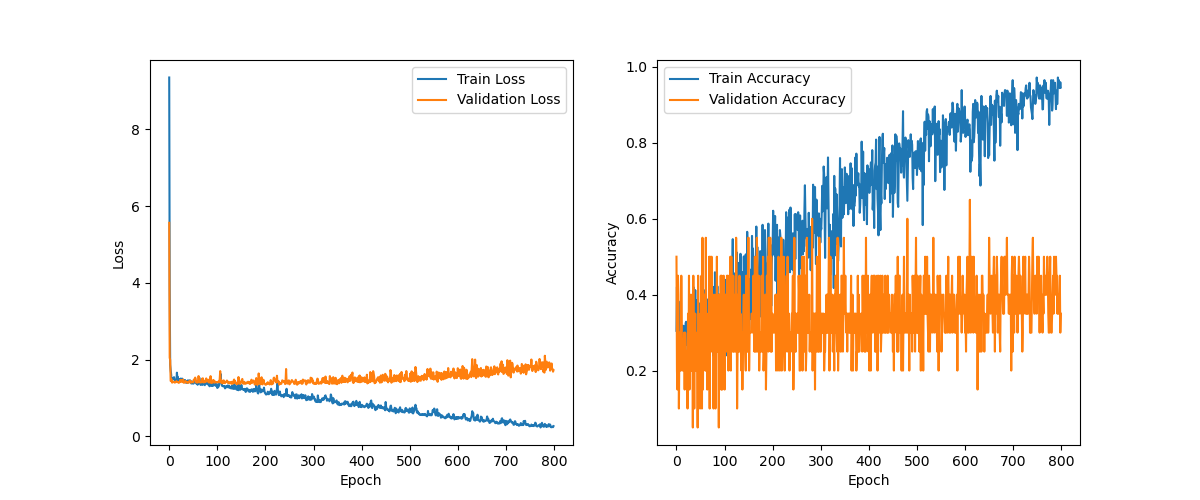 Train Loss
Validation Loss
8
6
4
2
0
Loss
0 100 200 300 400 500 600 700 800
Epoch
Train Accuracy
Validation Accuracy
1.0
0.8
0.6
0.4
0.2
Accuracy
0 100 200 300 400 500 600 700 800
Epoch